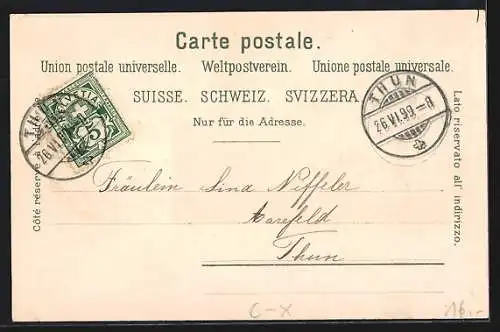 Carte postale.
Union postale universelle. Weltpostverein. Unione postale universale.
SUISSE. SCHWEIZ. SVIZZERA.
Nur für die Adresse.
Côté réservé à l'adresse.
Lato riservato all' indirizzo.
HELVETIA
5
THUN
26.VI.99.-8
THUN
26.VI.99
Fräulein Lina Niffeler
Aarefeld
Thun
C-X
16.-